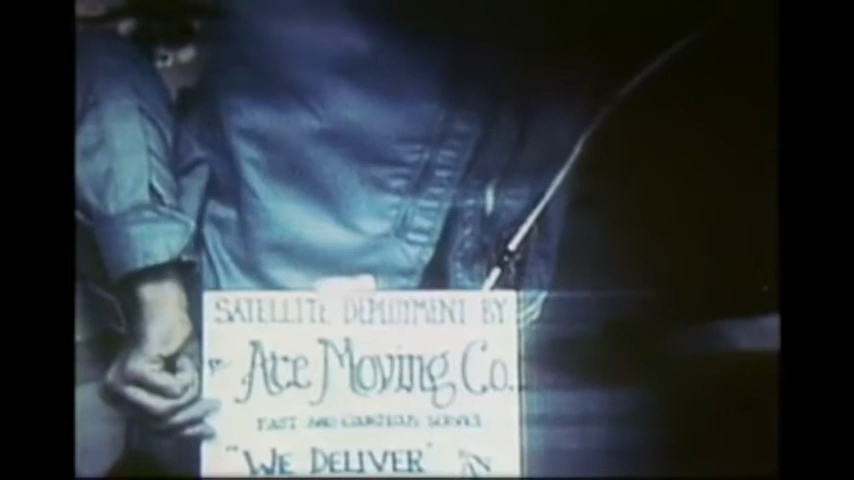 SATELLITE DEPLOYMENT BY
Ace Moving Co.
FAST AND COURTEOUS SERVICE
"WE DELIVER"